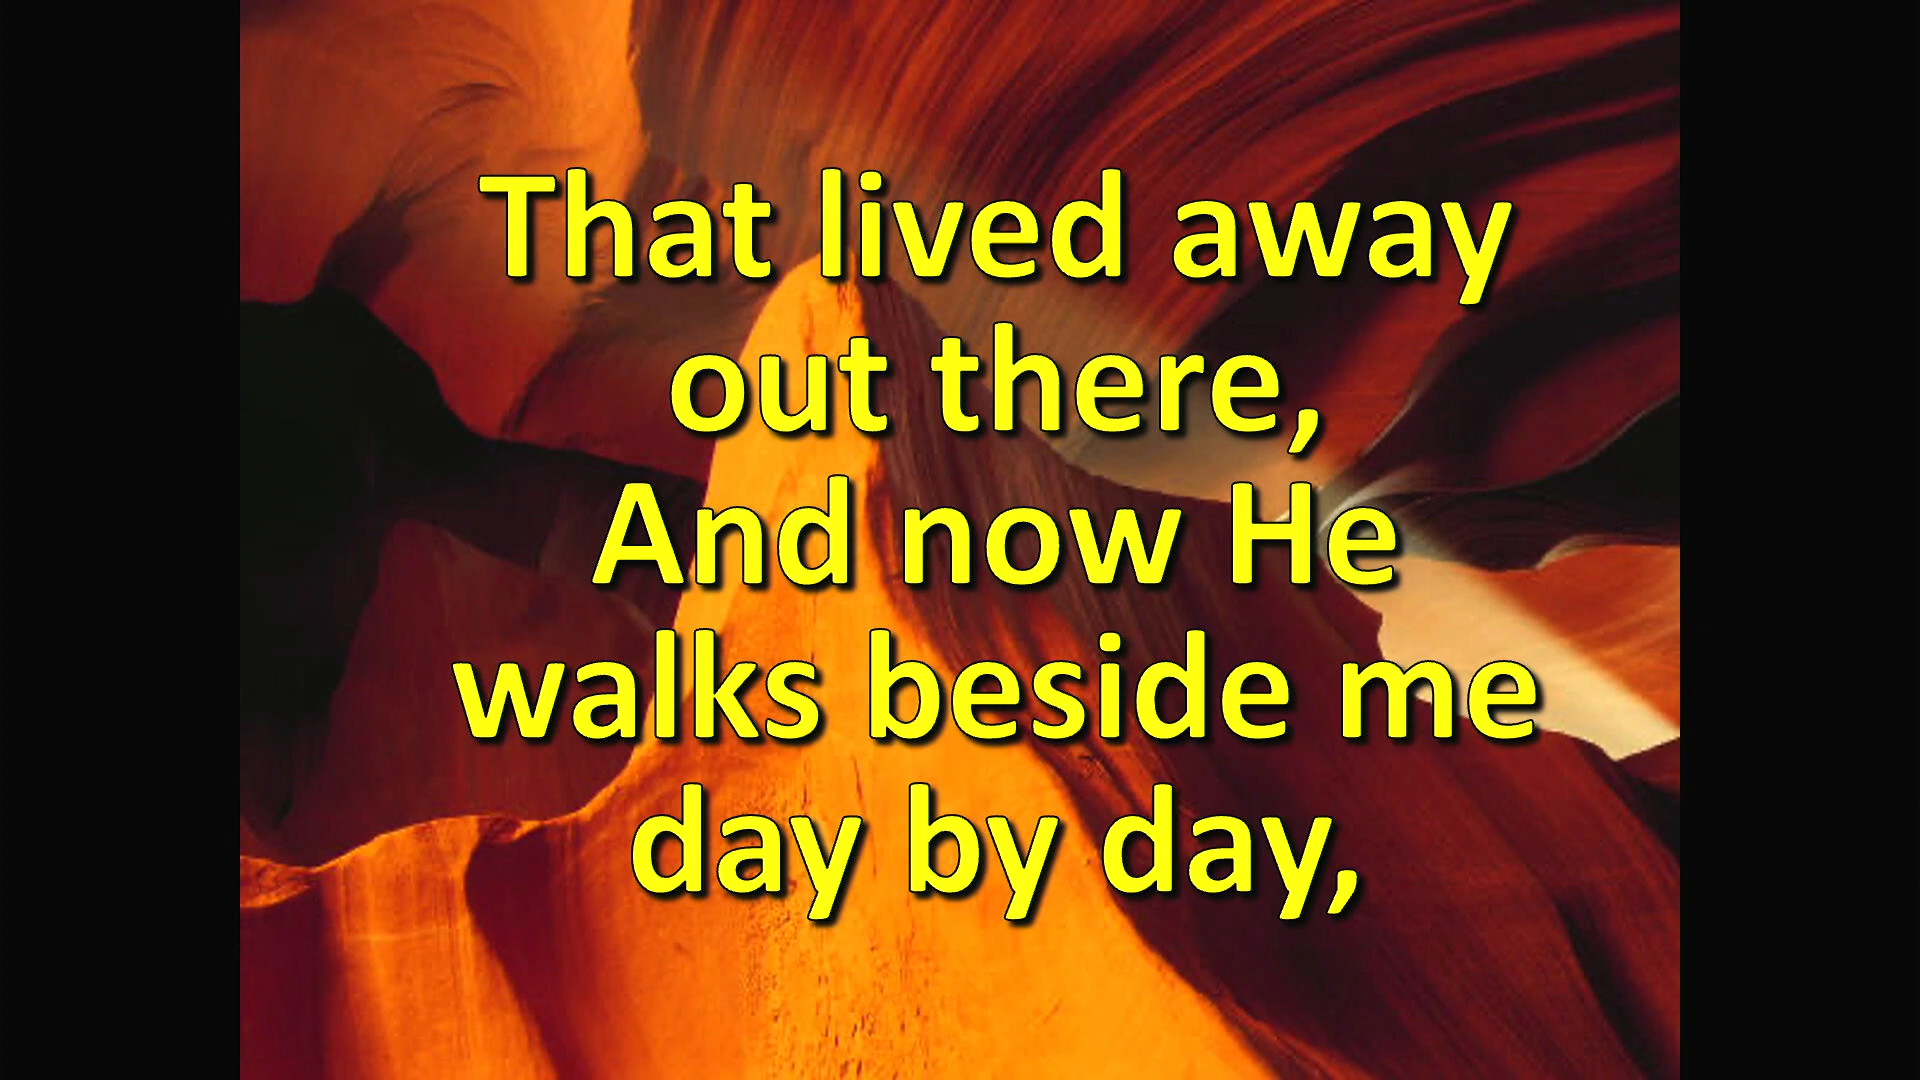 That lived away
out there,
And now He
walks beside me
day by day,